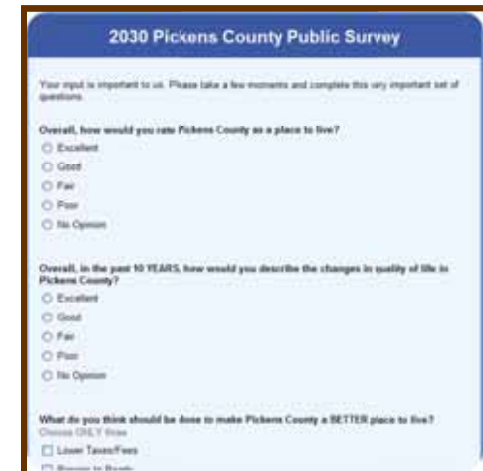 2030 Pickens County Public Survey
Your input is important to us. Please take a few moments and complete this very important set of
questions.
Overall, how would you rate Pickens County as a place to live?
Excellent
Good
Fair
Poor
No Opinion
Overall, in the past 10 YEARS, how would you describe the changes in quality of life in
Pickens County?
Excellent
Good
Fair
Poor
No Opinion
What do you think should be done to make Pickens County a BETTER place to live?
Choose ONLY three
Lower Taxes/Fees